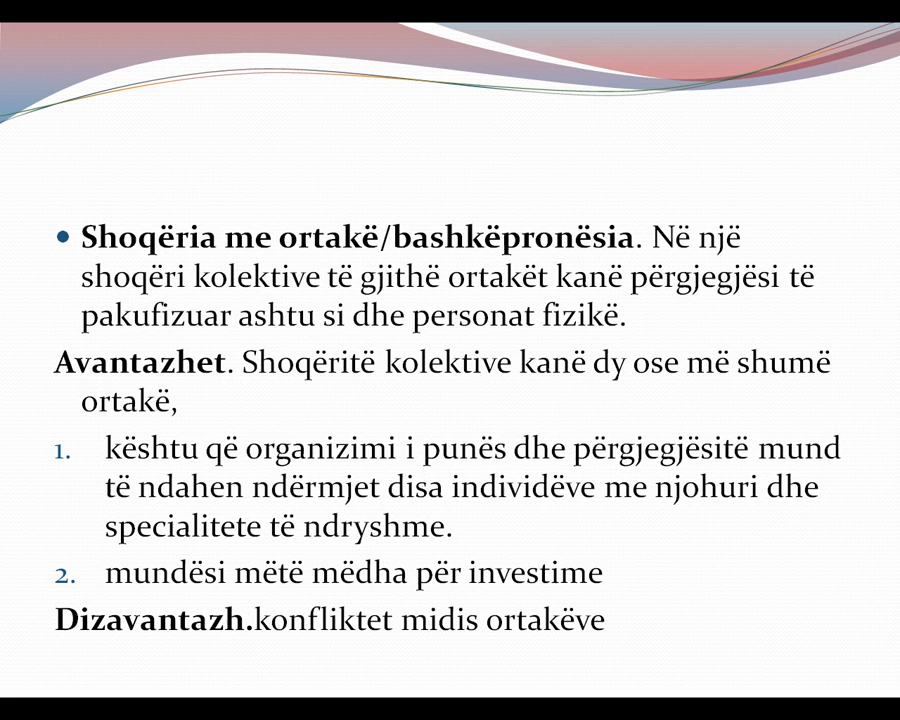 • Shoqëria me ortakë/bashkëpronësia. Në një
shoqëri kolektive të gjithë ortakët kanë përgjegjësi të
pakufizuar ashtu si dhe personat fizikë.
Avantazhet. Shoqëritë kolektive kanë dy ose më shumë
ortakë,
1. kështu që organizimi i punës dhe përgjegjësitë mund
të ndahen ndërmjet disa individëve me njohuri dhe
specialitete të ndryshme.
2. mundësi mëtë mëdha për investime
Dizavantazh.konfliktet midis ortakëve